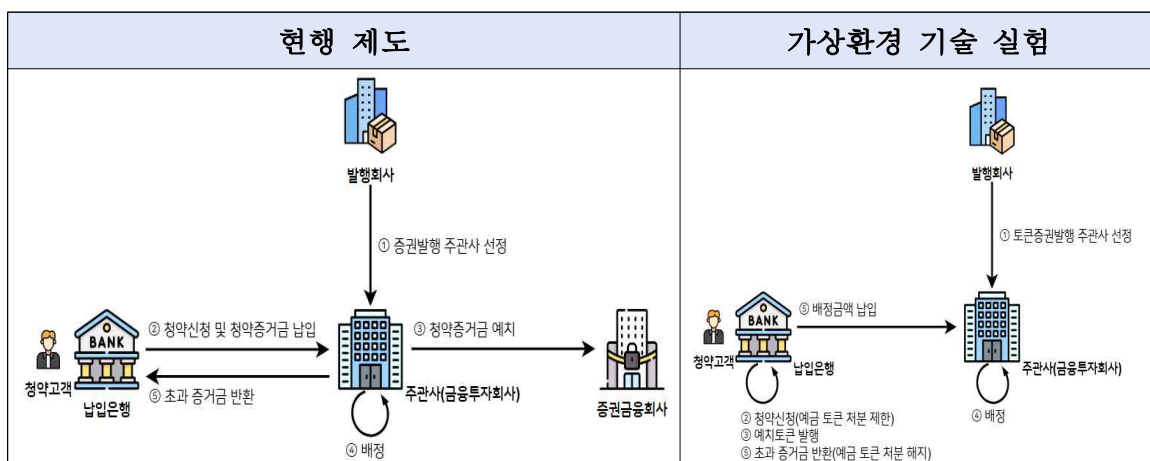 현행 제도
발행회사
① 증권발행 주관사 선정
BANK
② 청약신청 및 청약증거금 납입
③ 청약증거금 예치
청약고객
납입은행
⑤ 초과 증거금 반환
주관사(금융투자회사)
증권금융회사
④ 배정
가상환경 기술 실험
발행회사
① 토큰증권발행 주관사 선정
BANK
⑤ 배정금액 납입
청약고객
납입은행
주관사(금융투자회사)
② 청약신청(예금 토큰 처분 제한)
③ 예치토큰 발행
⑤ 초과 증거금 반환(예금 토큰 처분 해지)
④ 배정